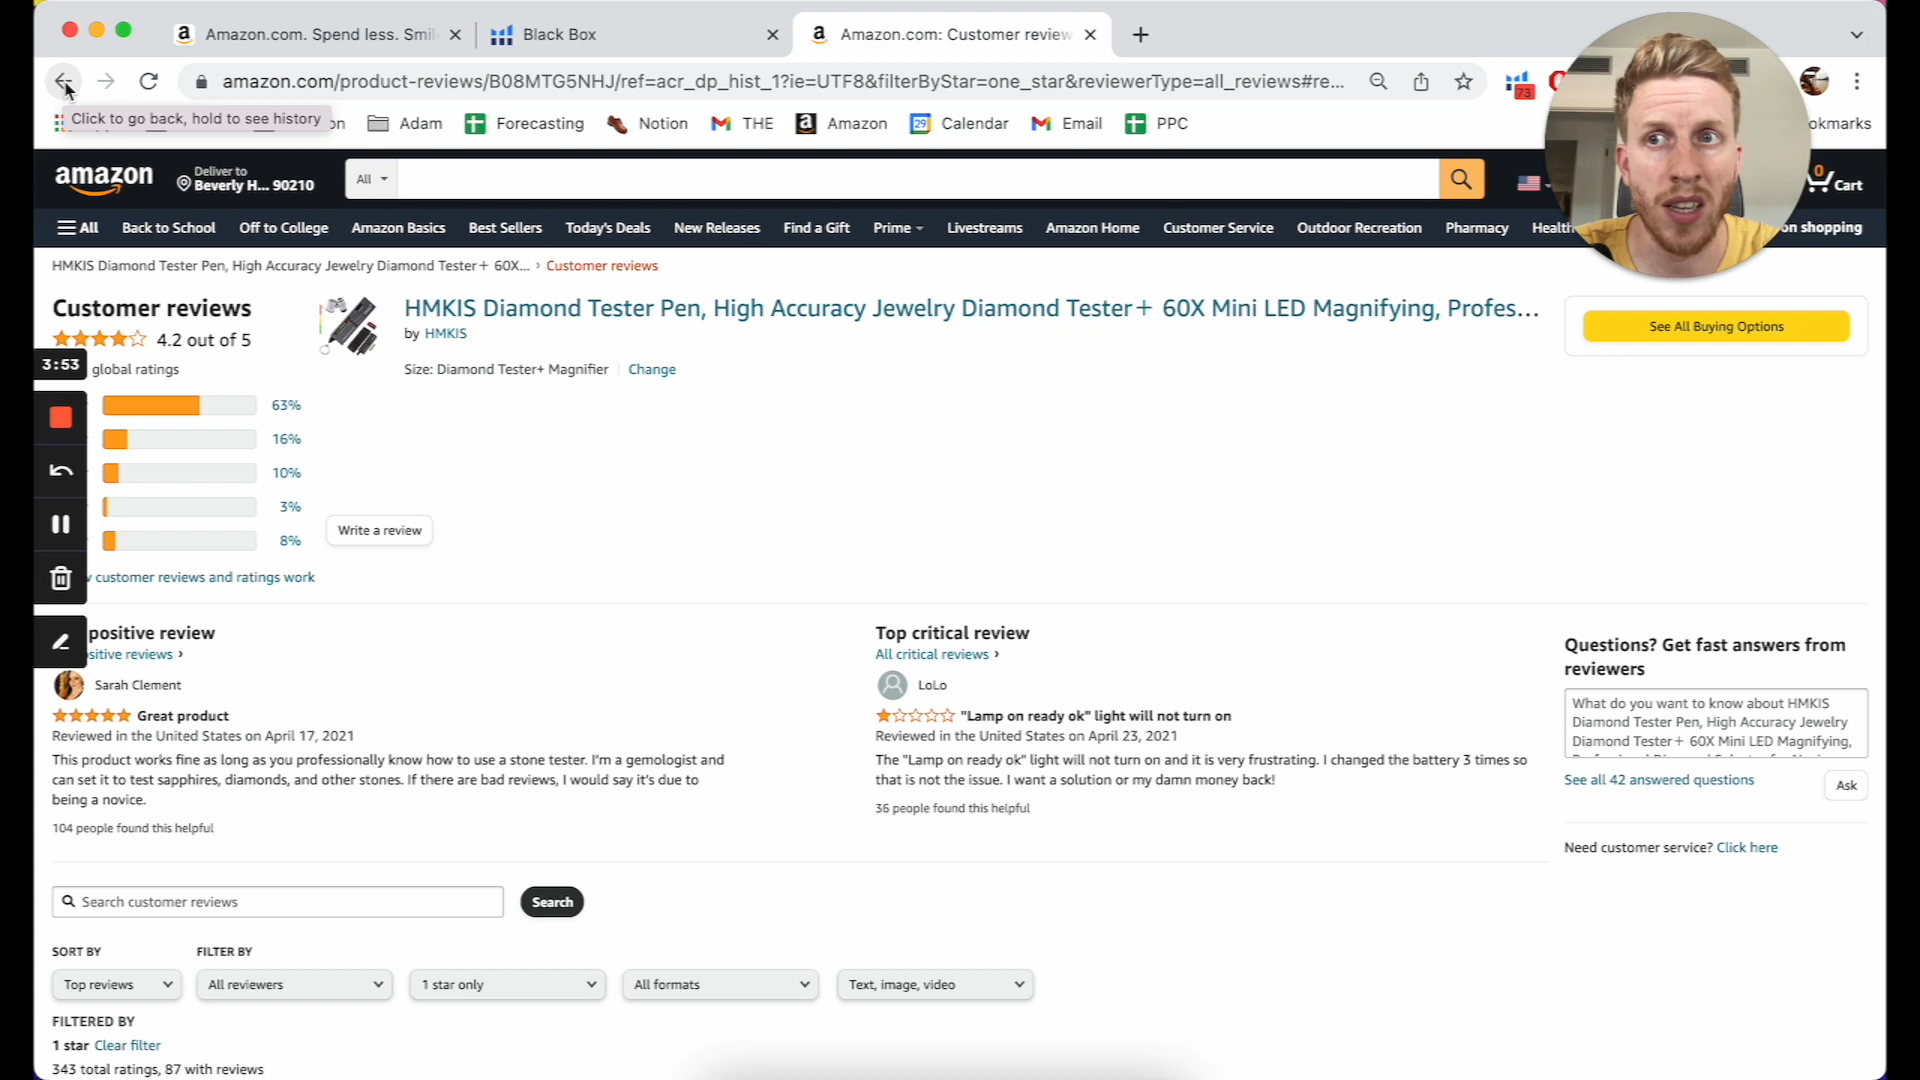 Amazon.com. Spend less. Smil
Black Box
Amazon.com: Customer review
amazon.com/product-reviews/B08MTG5NHJ/ref=acr_dp_hist_1?ie=UTF8&filterByStar=one_star&reviewerType=all_reviews#re...
73
Click to go back, hold to see history
on
Adam
Forecasting
Notion
THE
Amazon
Calendar
Email
PPC
okmarks
amazon
Deliver to
Beverly H... 90210
All
0
Cart
All
Back to School
Off to College
Amazon Basics
Best Sellers
Today's Deals
New Releases
Find a Gift
Prime
Livestreams
Amazon Home
Customer Service
Outdoor Recreation
Pharmacy
Health
on shopping
HMKIS Diamond Tester Pen, High Accuracy Jewelry Diamond Tester+ 60X... › Customer reviews
Customer reviews
4.2 out of 5
3:53
global ratings
63%
16%
10%
3%
8%
customer reviews and ratings work
HMKIS Diamond Tester Pen, High Accuracy Jewelry Diamond Tester+ 60X Mini LED Magnifying, Profes...
by HMKIS
Size: Diamond Tester+ Magnifier
Change
Write a review
See All Buying Options
positive review
sitive reviews ›
Sarah Clement
Great product
Reviewed in the United States on April 17, 2021
This product works fine as long as you professionally know how to use a stone tester. I'm a gemologist and
can set it to test sapphires, diamonds, and other stones. If there are bad reviews, I would say it's due to
being a novice.
104 people found this helpful
Top critical review
All critical reviews ›
LoLo
"Lamp on ready ok" light will not turn on
Reviewed in the United States on April 23, 2021
The "Lamp on ready ok" light will not turn on and it is very frustrating. I changed the battery 3 times so
that is not the issue. I want a solution or my damn money back!
36 people found this helpful
Questions? Get fast answers from
reviewers
What do you want to know about HMKIS
Diamond Tester Pen, High Accuracy Jewelry
Diamond Tester+ 60X Mini LED Magnifying,
See all 42 answered questions
Ask
Need customer service? Click here
Search customer reviews
Search
SORT BY
FILTER BY
Top reviews
All reviewers
1 star only
All formats
Text, image, video
FILTERED BY
1 star Clear filter
343 total ratings, 87 with reviews